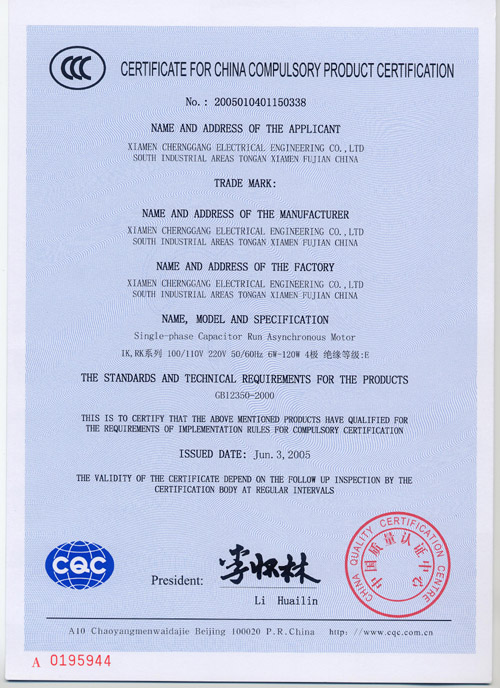 CCC
CERTIFICATE FOR CHINA COMPULSORY PRODUCT CERTIFICATION
No.: 2005010401150338
NAME AND ADDRESS OF THE APPLICANT
XIAMEN CHERNGGANG ELECTRICAL ENGINEERING CO.,LTD
SOUTH INDUSTRIAL AREAS TONGAN XIAMEN FUJIAN CHINA
TRADE MARK:
NAME AND ADDRESS OF THE MANUFACTURER
XIAMEN CHERNGGANG ELECTRICAL ENGINEERING CO.,LTD
SOUTH INDUSTRIAL AREAS TONGAN XIAMEN FUJIAN CHINA
NAME AND ADDRESS OF THE FACTORY
XIAMEN CHERNGGANG ELECTRICAL ENGINEERING CO.,LTD
SOUTH INDUSTRIAL AREAS TONGAN XIAMEN FUJIAN CHINA
NAME, MODEL AND SPECIFICATION
Single-phase Capacitor Run Asynchronous Motor
IK,RK系列 100/110V 220V 50/60Hz 6W-120W 4极 绝缘等级:E
THE STANDARDS AND TECHNICAL REQUIREMENTS FOR THE PRODUCTS
GB12350-2000
THIS IS TO CERTIFY THAT THE ABOVE MENTIONED PRODUCTS HAVE QUALIFIED FOR
THE REQUIREMENTS OF IMPLEMENTATION RULES FOR COMPULSORY CERTIFICATION
ISSUED DATE: Jun.3,2005
THE VALIDITY OF THE CERTIFICATE DEPEND ON THE FOLLOW UP INSPECTION BY THE
CERTIFICATION BODY AT REGULAR INTERVALS
CQC
President: 李怀林
Li Huailin
CHINA QUALITY CERTIFICATION CENTRE
中国质量认证中心
A10 Chaoyangmenwaidajie Beijing 100020 P.R.China http://www.cqc.com.cn
A 0195944